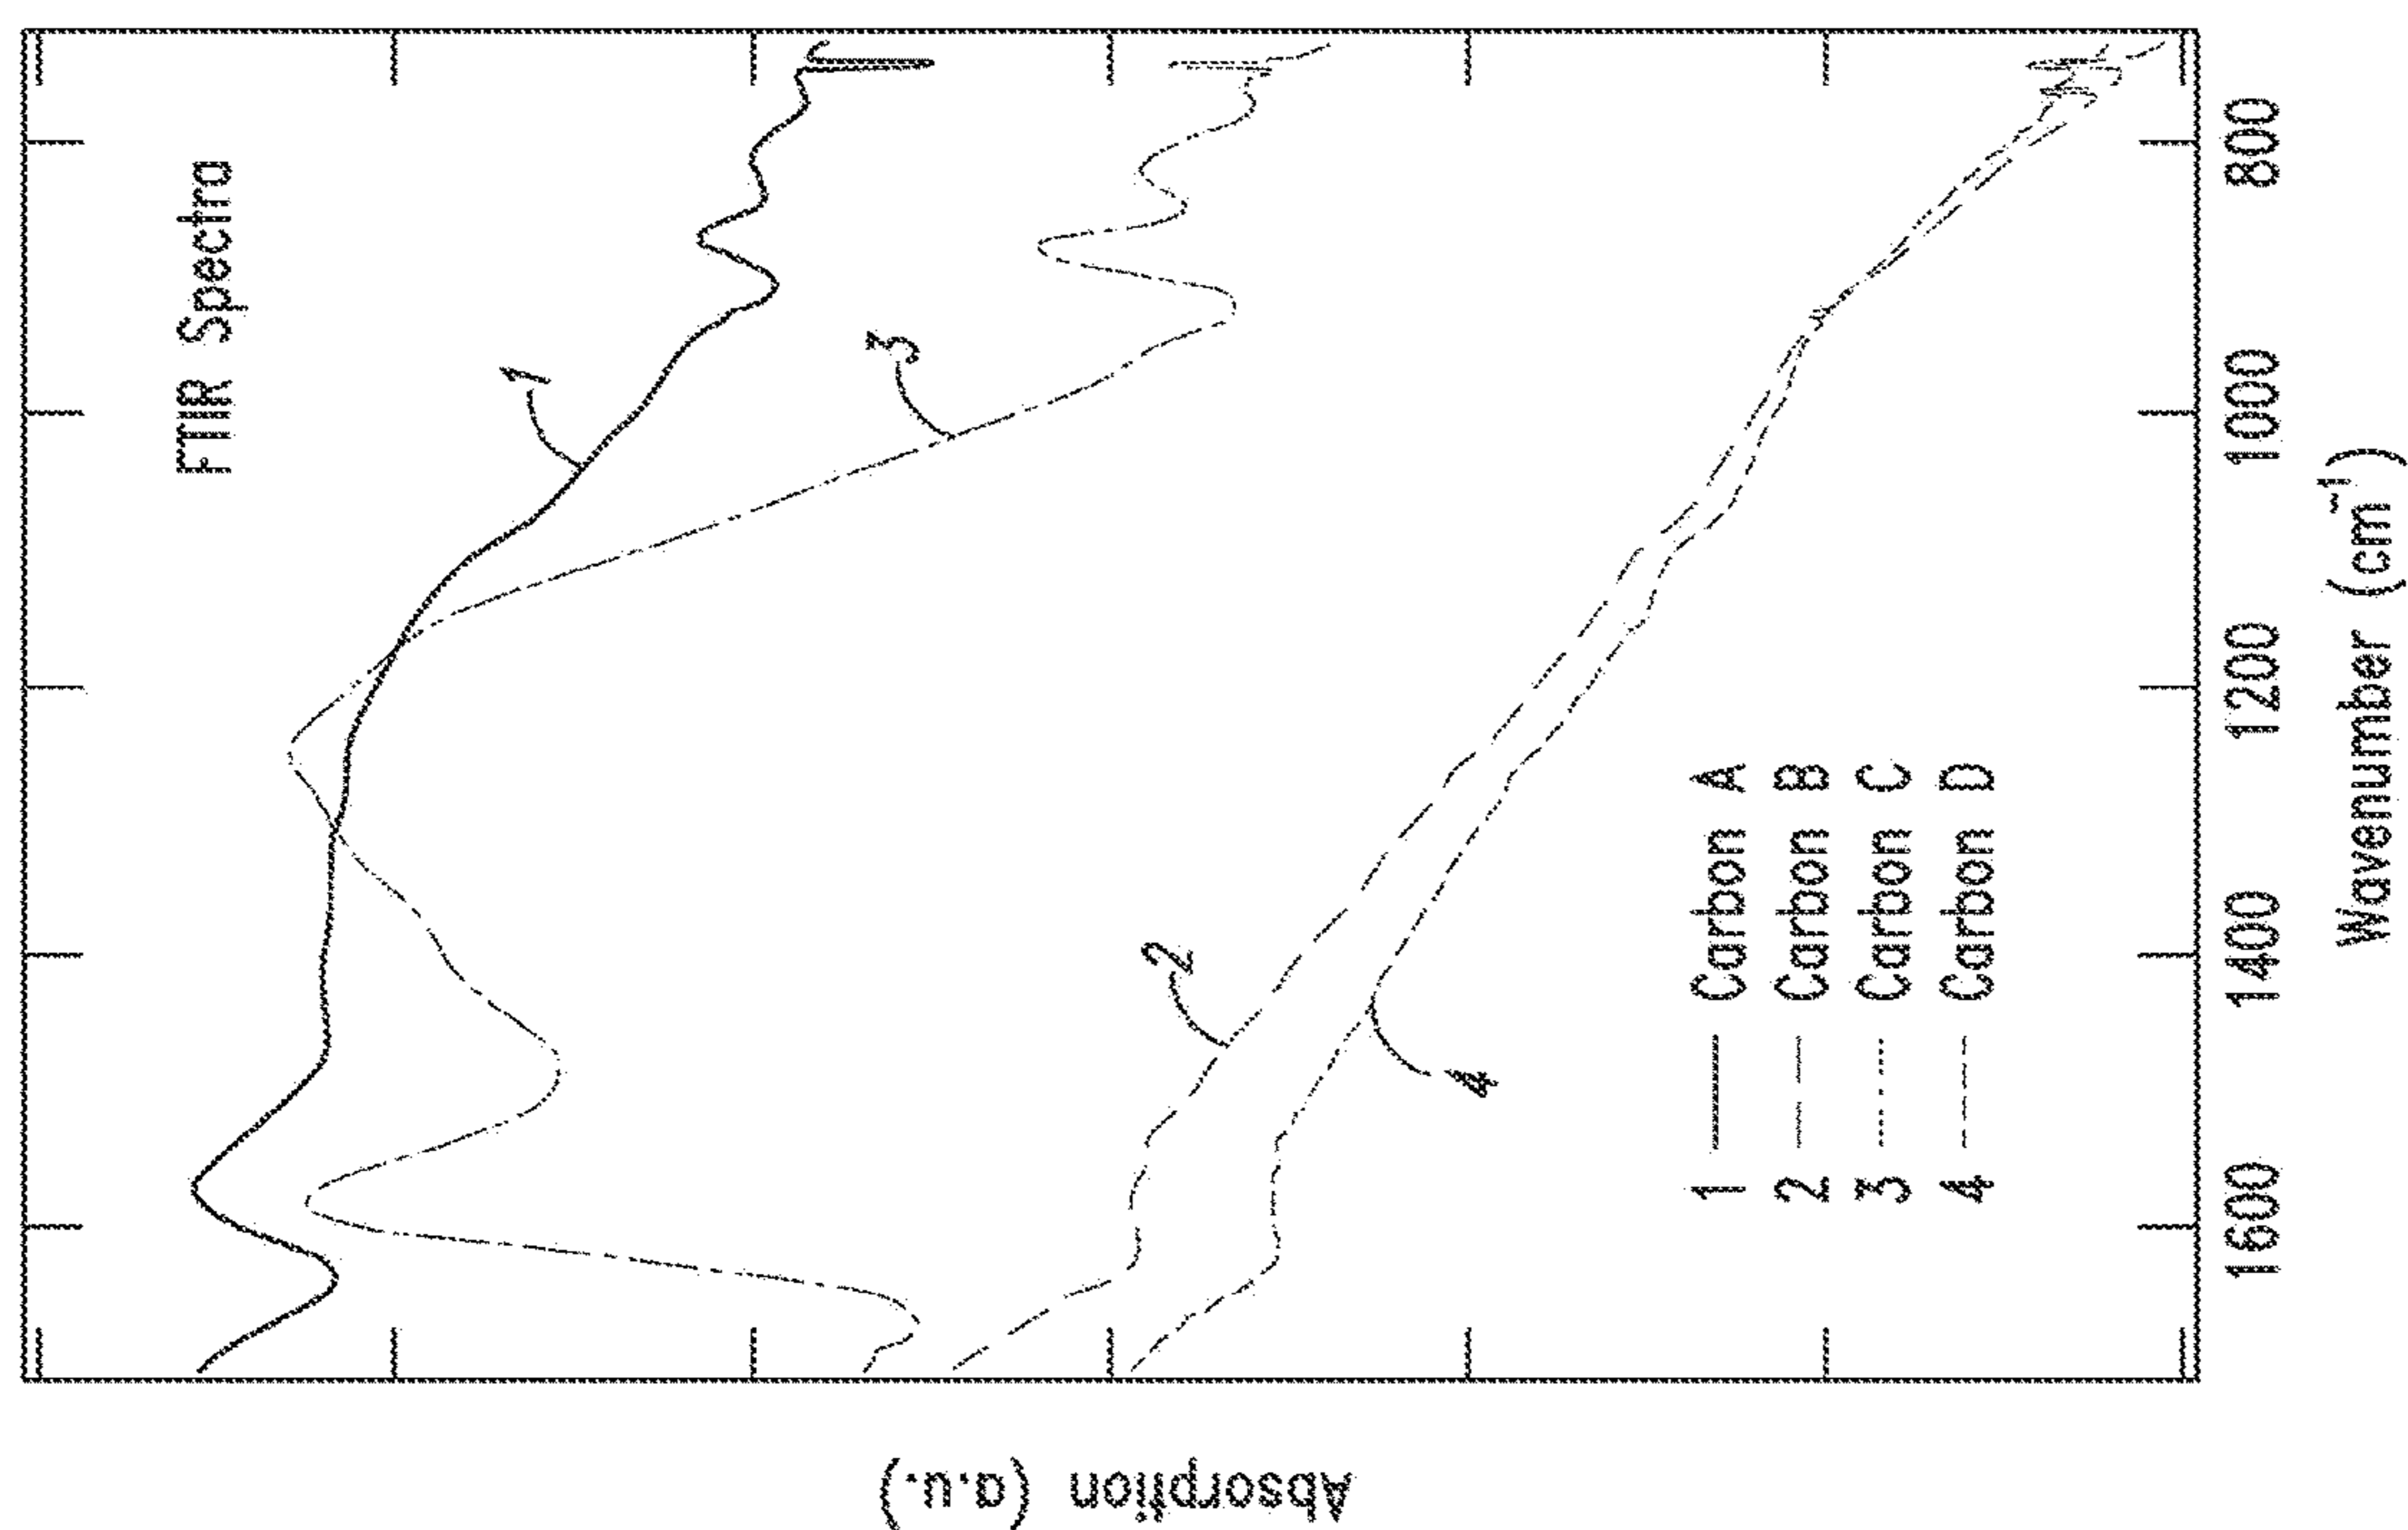 FTIR Spectra
1
3
2
4
1 Carbon A
2 Carbon B
3 Carbon C
4 Carbon D
1600 1400 1200 1000 800
Wavenumber (cm⁻¹)
Absorption (a.u.)